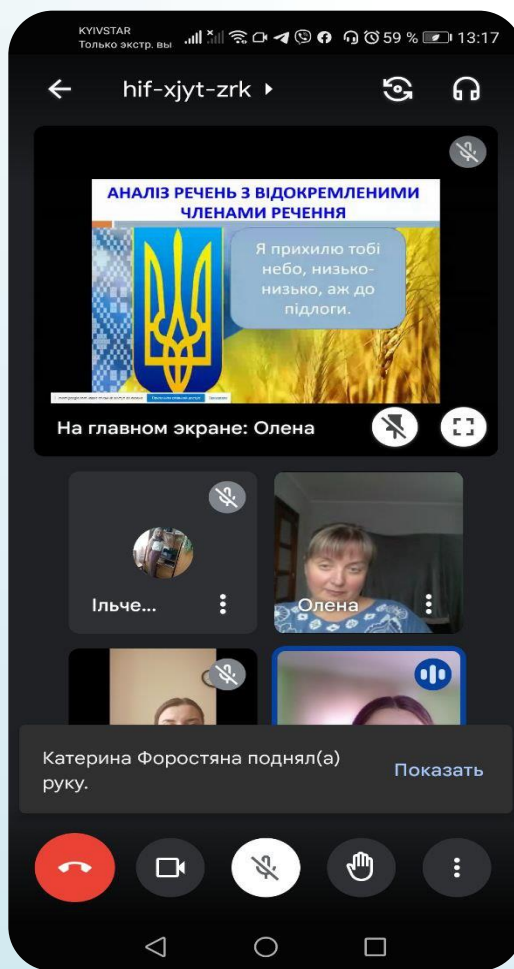 KYIVSTAR
Только экстр. вы
59 %
13:17
hif-xjyt-zrk
АНАЛІЗ РЕЧЕНЬ З ВІДОКРЕМЛЕНИМИ
ЧЛЕНАМИ РЕЧЕННЯ
Я прихилю тобі
небо, низько-
низько, аж до
підлоги.
На главном экране: Олена
Ільче...
Олена
Катерина Форостяна поднял(а)
руку.
Показать